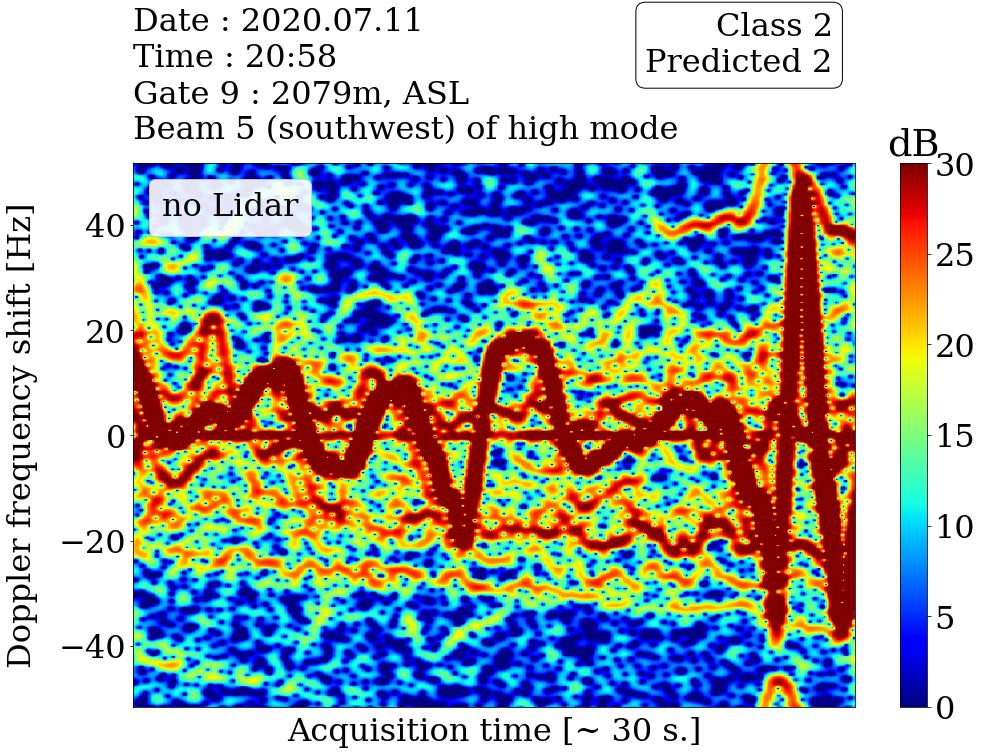 Date : 2020.07.11
Time : 20:58
Gate 9 : 2079m, ASL
Beam 5 (southwest) of high mode
Class 2
Predicted 2
dB
no Lidar
Doppler frequency shift [Hz]
40
20
0
−20
−40
30
25
20
15
10
5
0
Acquisition time [~ 30 s.]